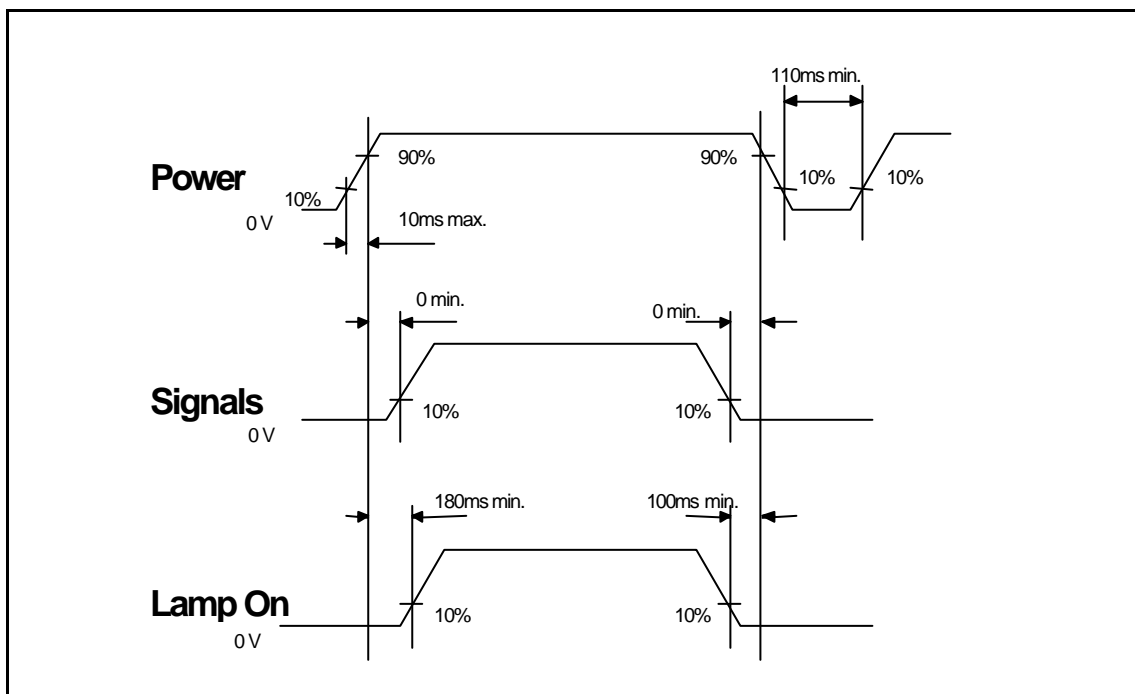 110ms min.
90%
90%
Power
10%
10%
10%
0 V
10ms max.
0 min.
0 min.
Signals
10%
10%
0 V
180ms min.
100ms min.
Lamp On
10%
10%
0 V